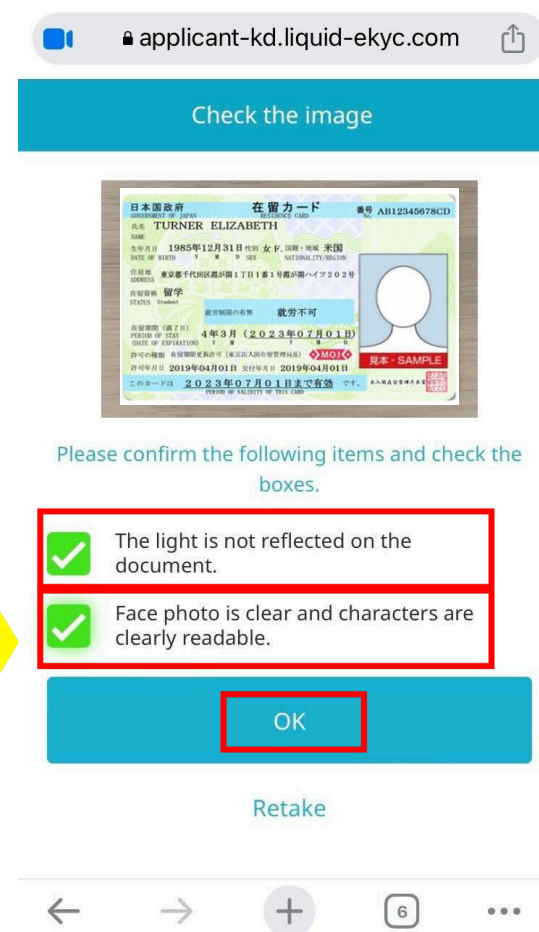 applicant-kd.liquid-ekyc.com
Check the image
日本国政府 在留カード 番号 AB12345678CD
GOVERNMENT OF JAPAN RESIDENCE CARD No.
氏名 TURNER ELIZABETH
NAME
生年月日 1985年12月31日 性別 女 F. 国籍・地域 米国
DATE OF BIRTH Y M D SEX NATIONALITY/REGION
住居地 東京都千代田区霞が関1丁目1番1号霞が関ハイツ202号
ADDRESS
在留資格 留学
STATUS Student
就労制限の有無 就労不可
在留期間(満了日)
PERIOD OF STAY 4年3月(2023年07月01日)
(DATE OF EXPIRATION) Y M Y M D
許可の種類 在留期間更新許可(東京出入国在留管理局長) MOJ
見本・SAMPLE
許可年月日 2019年04月01日 交付年月日 2019年04月01日
このカードは 2023年07月01日まで有効 です。
PERIOD OF VALIDITY OF THIS CARD
出入国在留管理庁長官
Please confirm the following items and check the
boxes.
The light is not reflected on the
document.
Face photo is clear and characters are
clearly readable.
OK
Retake
6